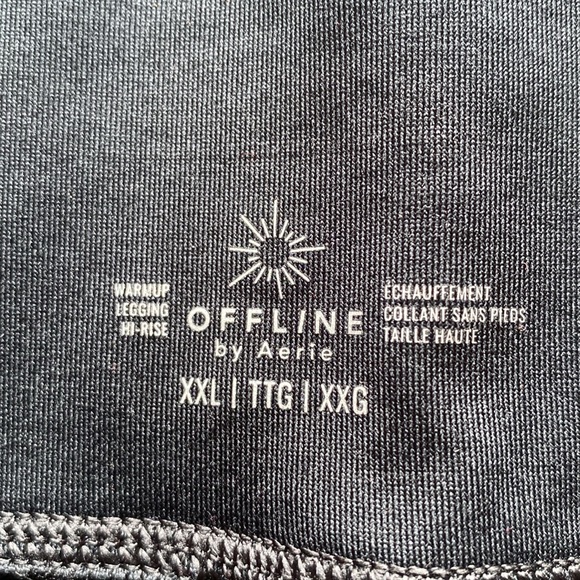 WARMUP
LEGGING
HI-RISE
OFFLINE
by Aerie
ÉCHAUFFEMENT
COLLANT SANS PIEDS
TAILLE HAUTE
XXL | TTG | XXG